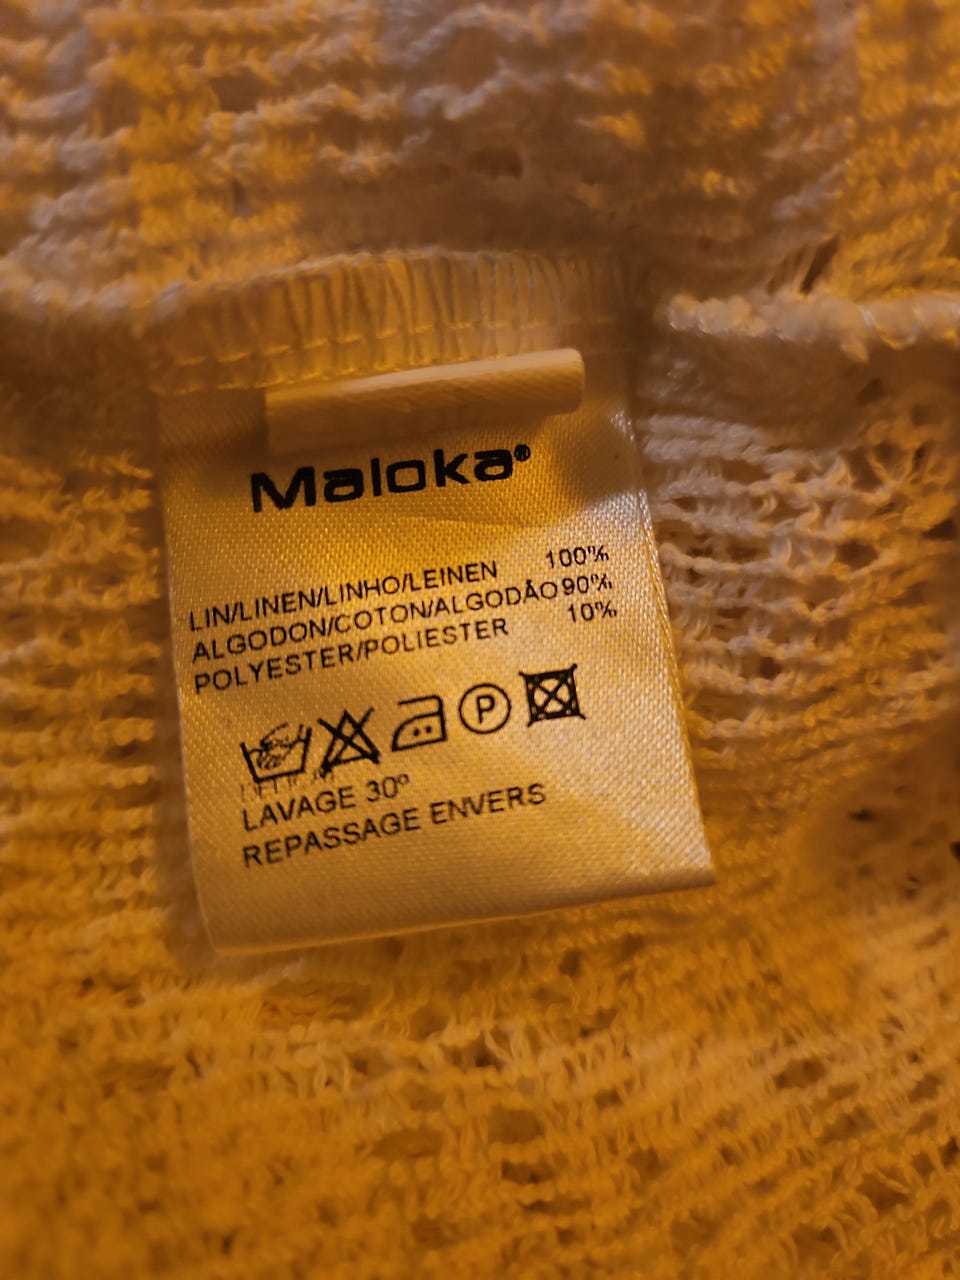 Maloka®
LIN/LINEN/LINHO/LEINEN 100%
ALGODON/COTON/ALGODÃO 90%
POLYESTER/POLIESTER 10%
P
LAVAGE 30º
REPASSAGE ENVERS